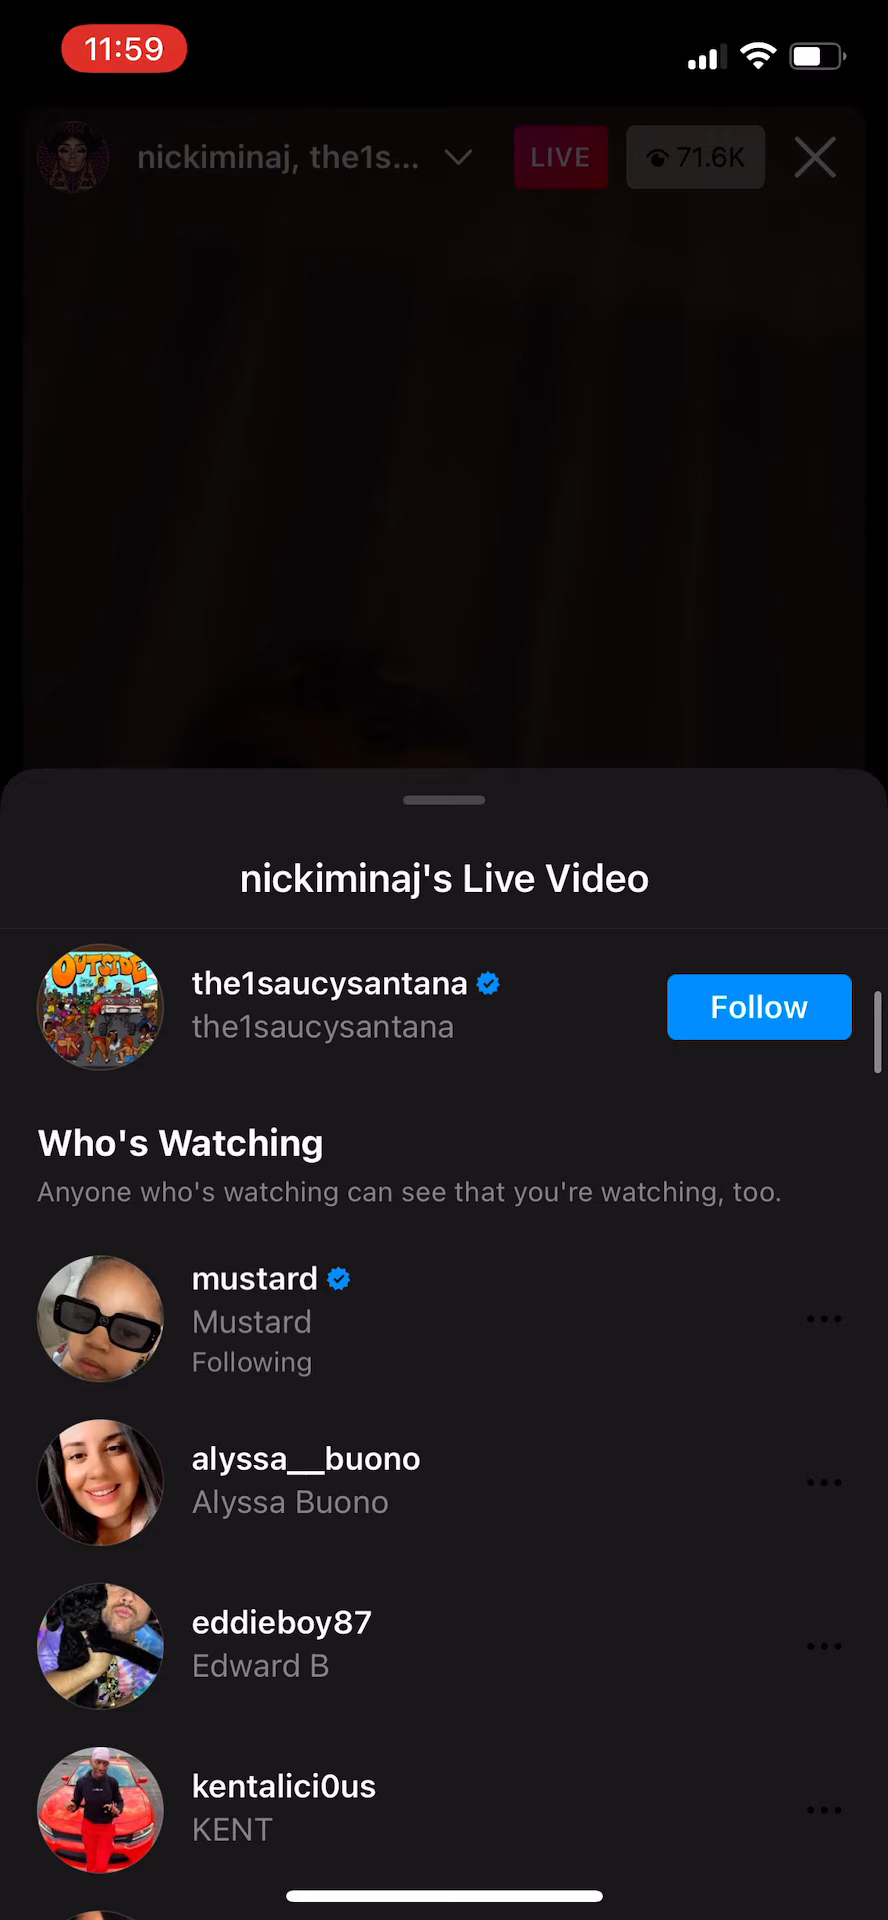 11:59
nickiminaj, the1s...
LIVE
71.6K
nickiminaj's Live Video
OUTSIDE
the1saucysantana
the1saucysantana
Follow
Who's Watching
Anyone who's watching can see that you're watching, too.
mustard
Mustard
Following
alyssa__buono
Alyssa Buono
eddieboy87
Edward B
kentalici0us
KENT